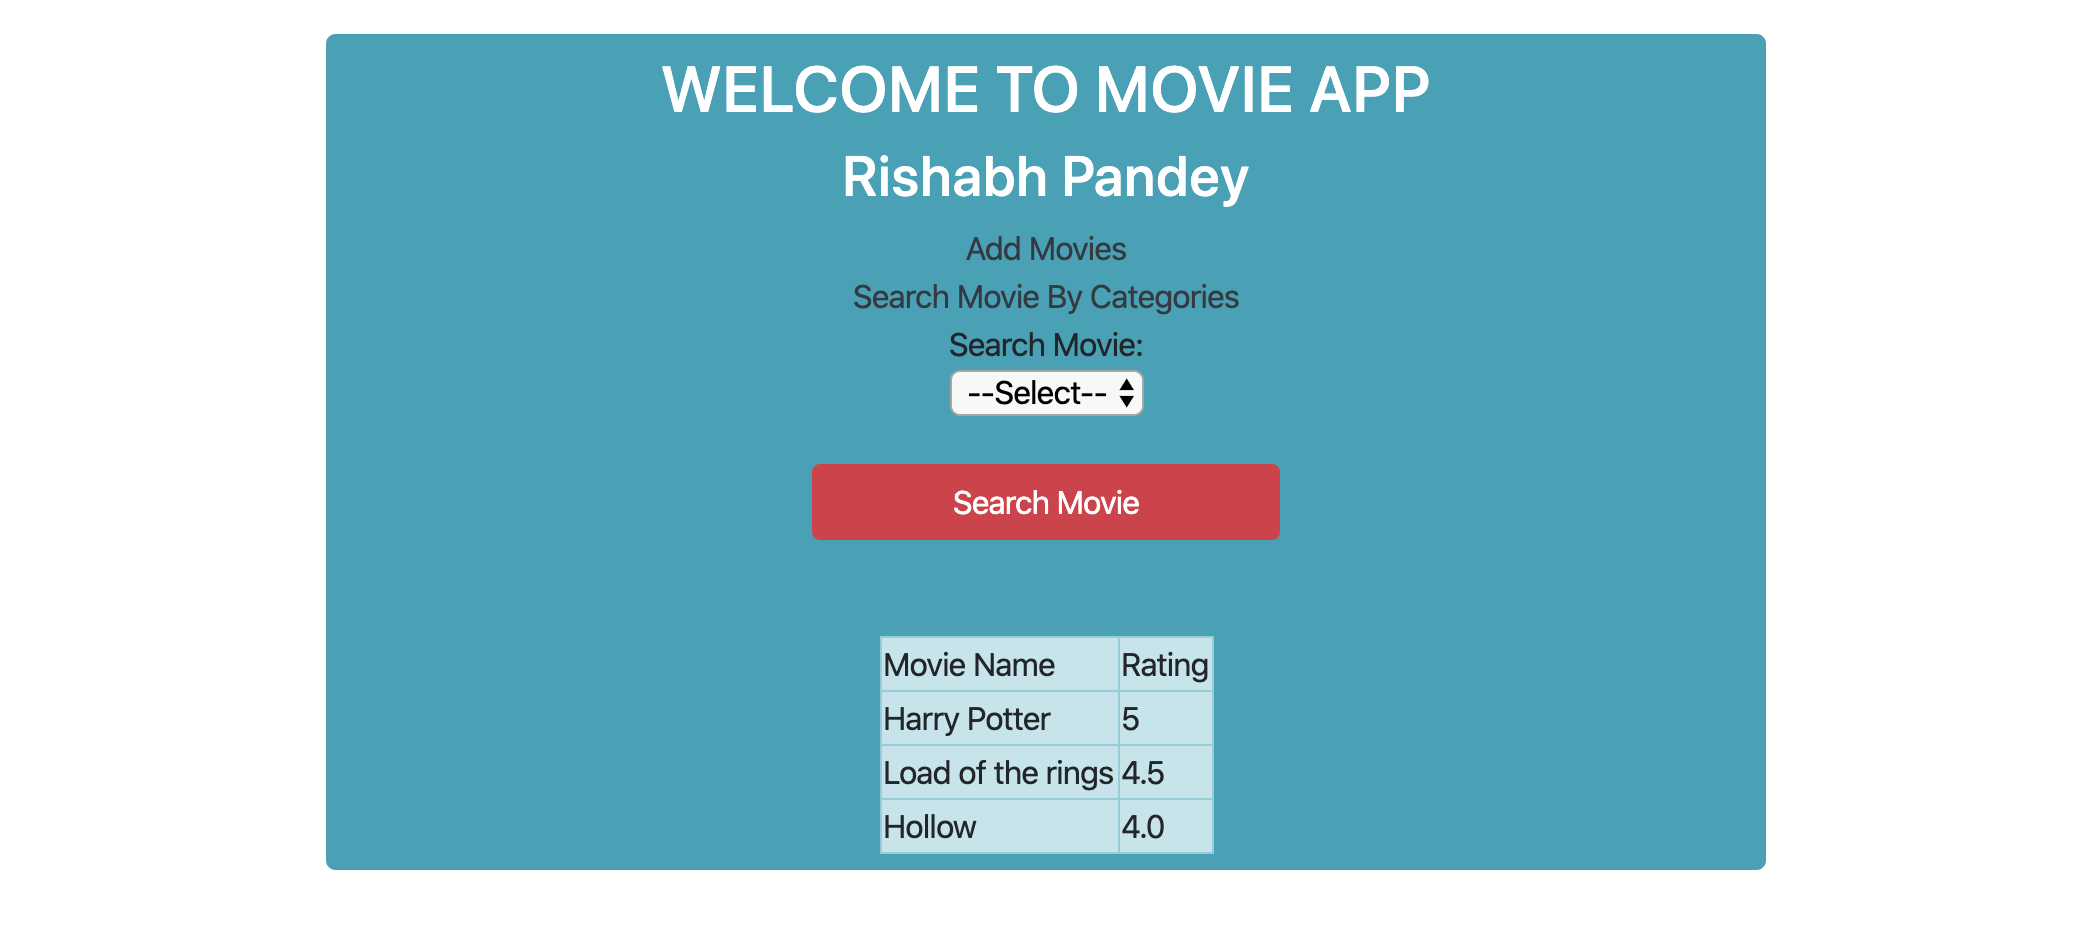 WELCOME TO MOVIE APP
Rishabh Pandey
Add Movies
Search Movie By Categories
Search Movie:
--Select--
Search Movie
Movie Name Rating
Harry Potter 5
Load of the rings 4.5
Hollow 4.0